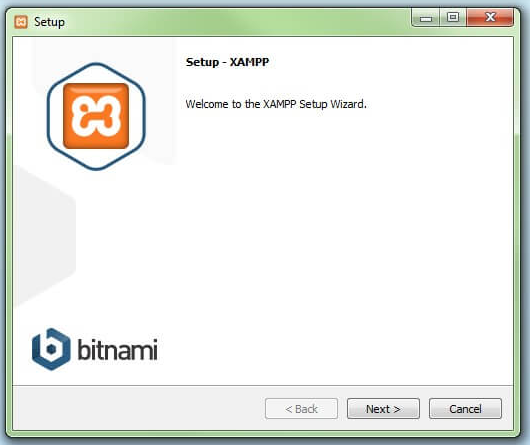 Setup
Setup - XAMPP
Welcome to the XAMPP Setup Wizard.
bitnami
< Back
Next >
Cancel